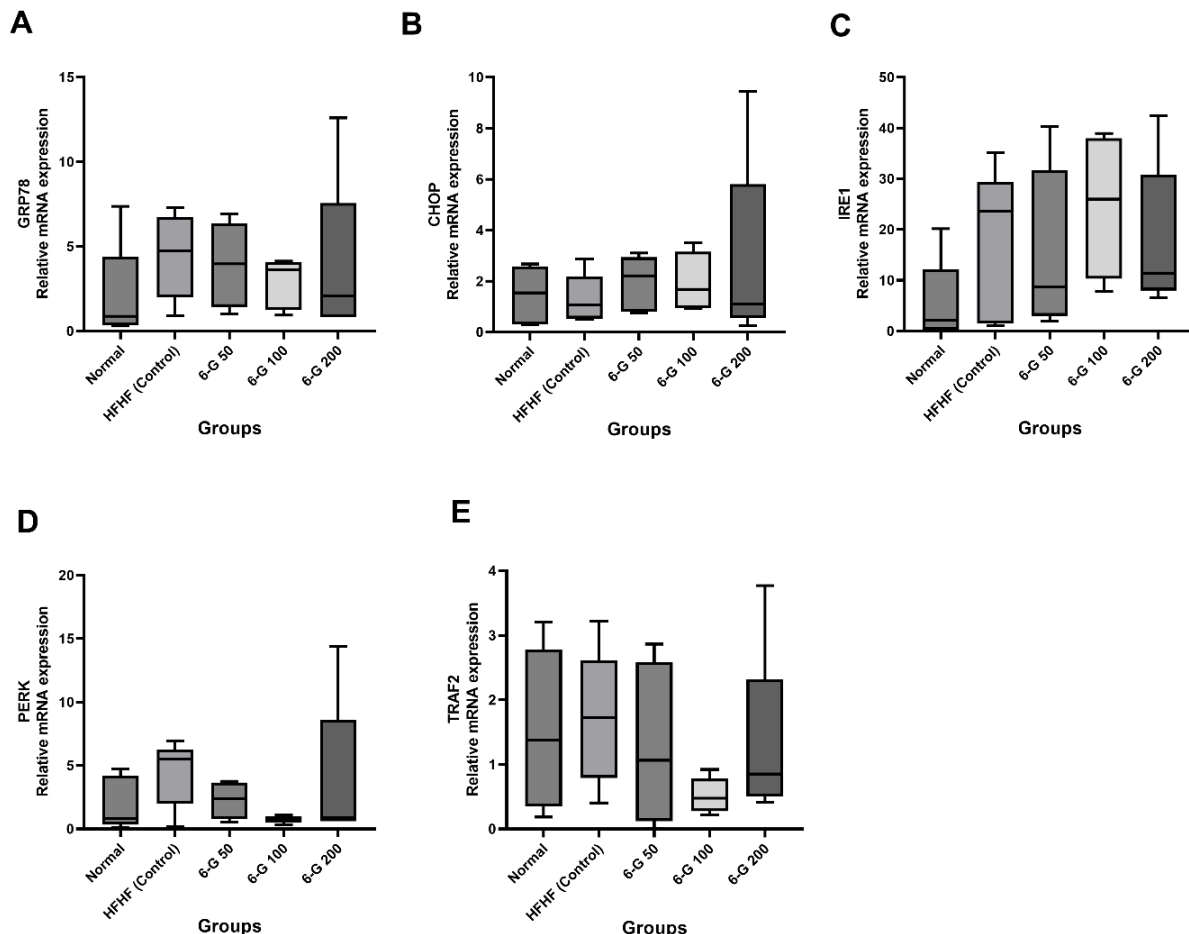 A
GRP78
Relative mRNA expression
15
10
5
0
Normal
HFHF (Control)
6-G 50
6-G 100
6-G 200
Groups
B
CHOP
Relative mRNA expression
10
8
6
4
2
0
Normal
HFHF (Control)
6-G 50
6-G 100
6-G 200
Groups
C
IRE1
Relative mRNA expression
50
40
30
20
10
0
Normal
HFHF (Control)
6-G 50
6-G 100
6-G 200
Groups
D
PERK
Relative mRNA expression
20
15
10
5
0
Normal
HFHF (Control)
6-G 50
6-G 100
6-G 200
Groups
E
TRAF2
Relative mRNA expression
4
3
2
1
0
Normal
HFHF (Control)
6-G 50
6-G 100
6-G 200
Groups